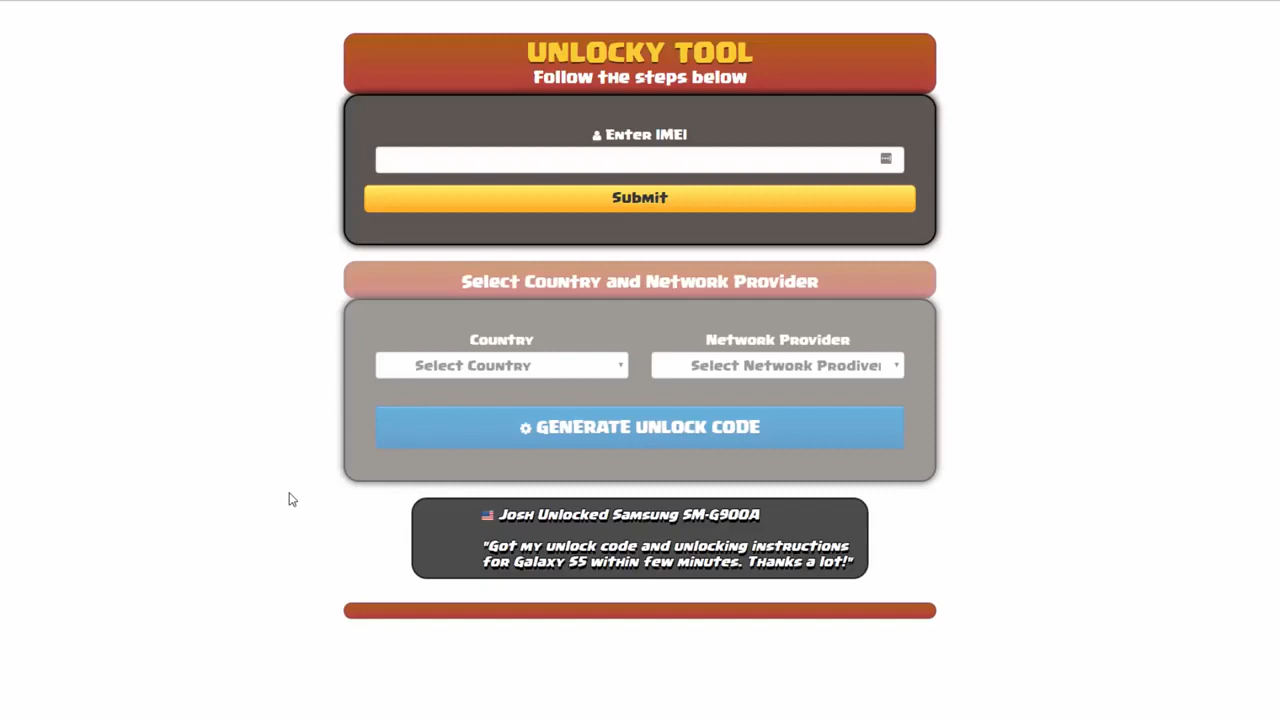 UNLOCKY TOOL
Follow the steps below
Enter IMEI
Submit
Select Country and Network Provider
Country
Network Provider
Select Country
Select Network Prodiver
GENERATE UNLOCK CODE
Josh Unlocked Samsung SM-G900A
"Got my unlock code and unlocking instructions
for Galaxy S5 within few minutes. Thanks a lot!"